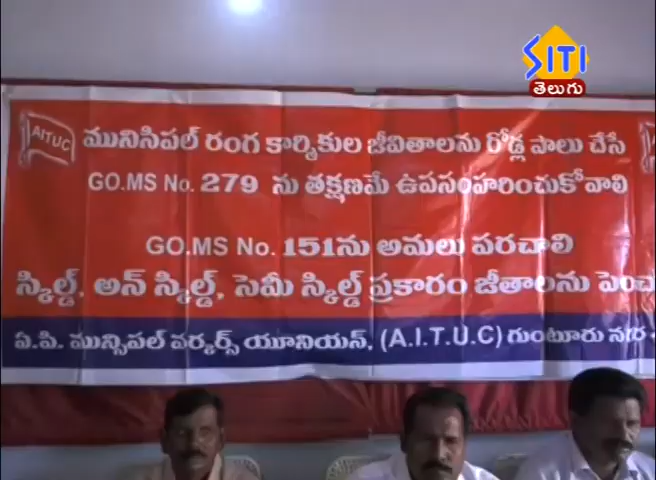 SITI
తెలుగు
AITUC
మునిసిపల్ రంగ కార్మికుల జీవితాలను రోడ్ల పాలు చేసే
GO.MS No. 279 ను తక్షణమే ఉపసంహరించుకోవాలి
GO.MS No. 151ను అమలు పరచాలి
స్కిల్డ్, అన్ స్కిల్డ్, సెమీ స్కిల్డ్ ప్రకారం జీతాలను
ఏ.పి. మున్సిపల్ వర్కర్స్ యూనియన్, (A.I.T.U.C) గుంటూరు నగర